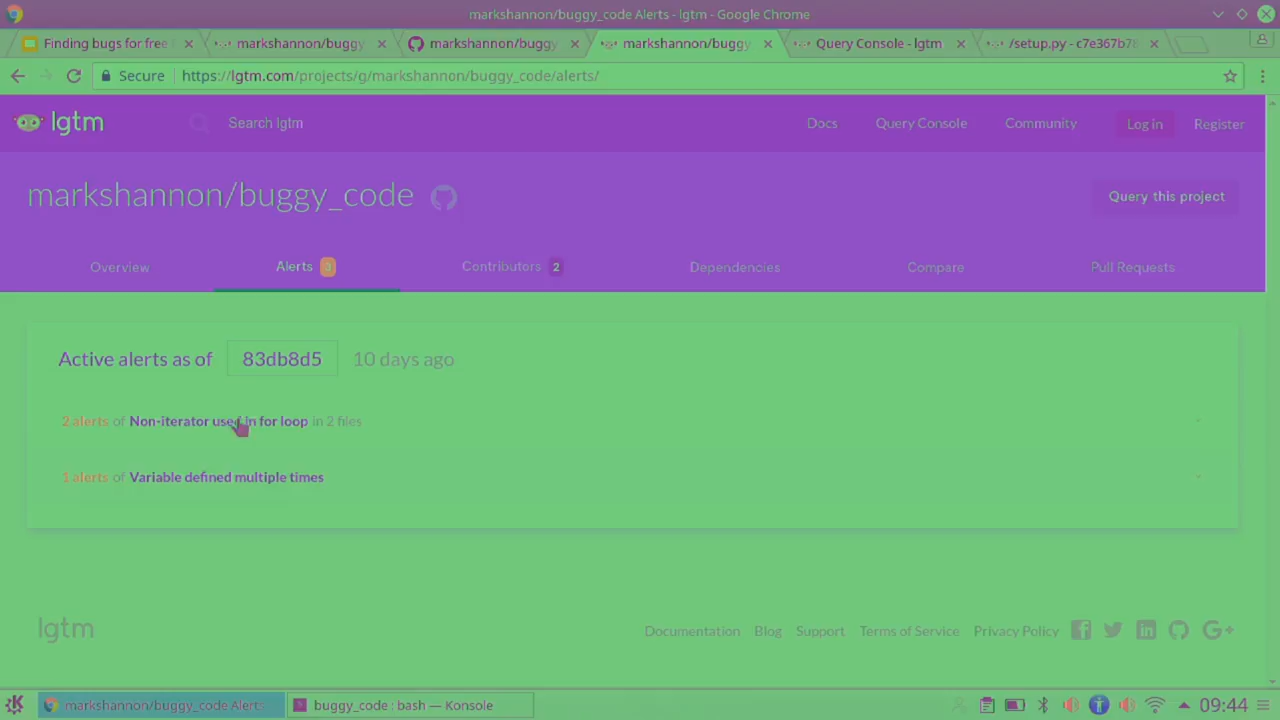 markshannon/buggy_code Alerts - lgtm - Google Chrome
Finding bugs for free
markshannon/buggy
markshannon/buggy
markshannon/buggy
Query Console - lgtm
/setup.py - c7e367b78
Secure https://lgtm.com/projects/g/markshannon/buggy_code/alerts/
lgtm Search lgtm Docs Query Console Community Log in Register
markshannon/buggy_code Query this project
Overview Alerts 3 Contributors 2 Dependencies Compare Pull Requests
Active alerts as of 83db8d5 10 days ago
2 alerts of Non-iterator used in for loop in 2 files
1 alerts of Variable defined multiple times
lgtm Documentation Blog Support Terms of Service Privacy Policy
markshannon/buggy_code Alerts buggy_code : bash — Konsole 09:44